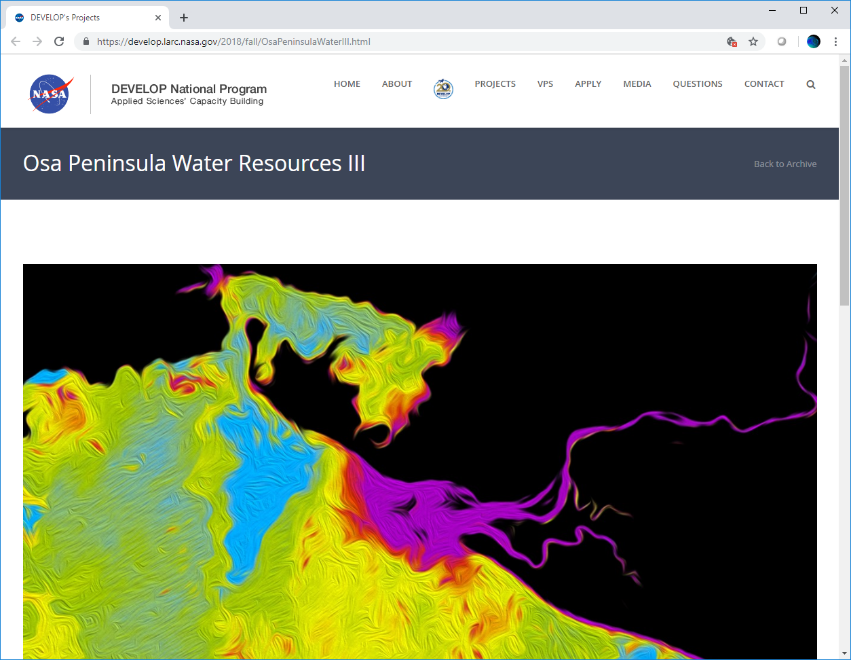 DEVELOP's Projects
https://develop.larc.nasa.gov/2018/fall/OsaPeninsulaWaterIII.html
NASA
DEVELOP National Program
Applied Sciences' Capacity Building
HOME ABOUT 20 PROJECTS VPS APPLY MEDIA QUESTIONS CONTACT
Osa Peninsula Water Resources III
Back to Archive